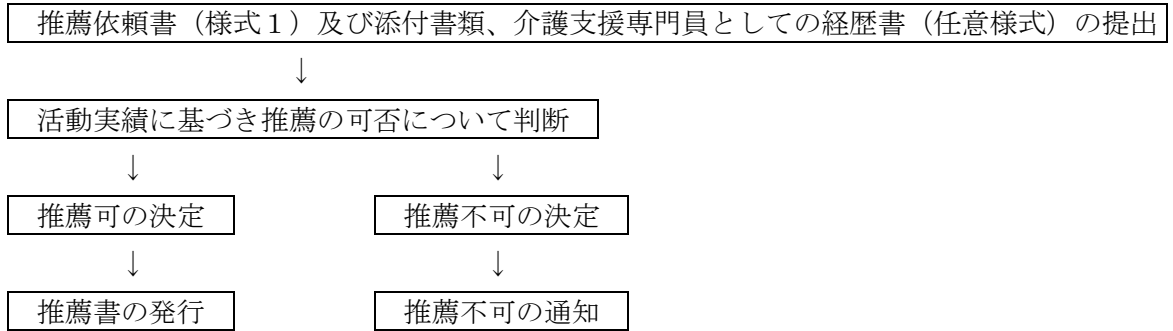 推薦依頼書（様式１）及び添付書類、介護支援専門員としての経歴書（任意様式）の提出
↓
活動実績に基づき推薦の可否について判断
↓ ↓
推薦可の決定 推薦不可の決定
↓ ↓
推薦書の発行 推薦不可の通知